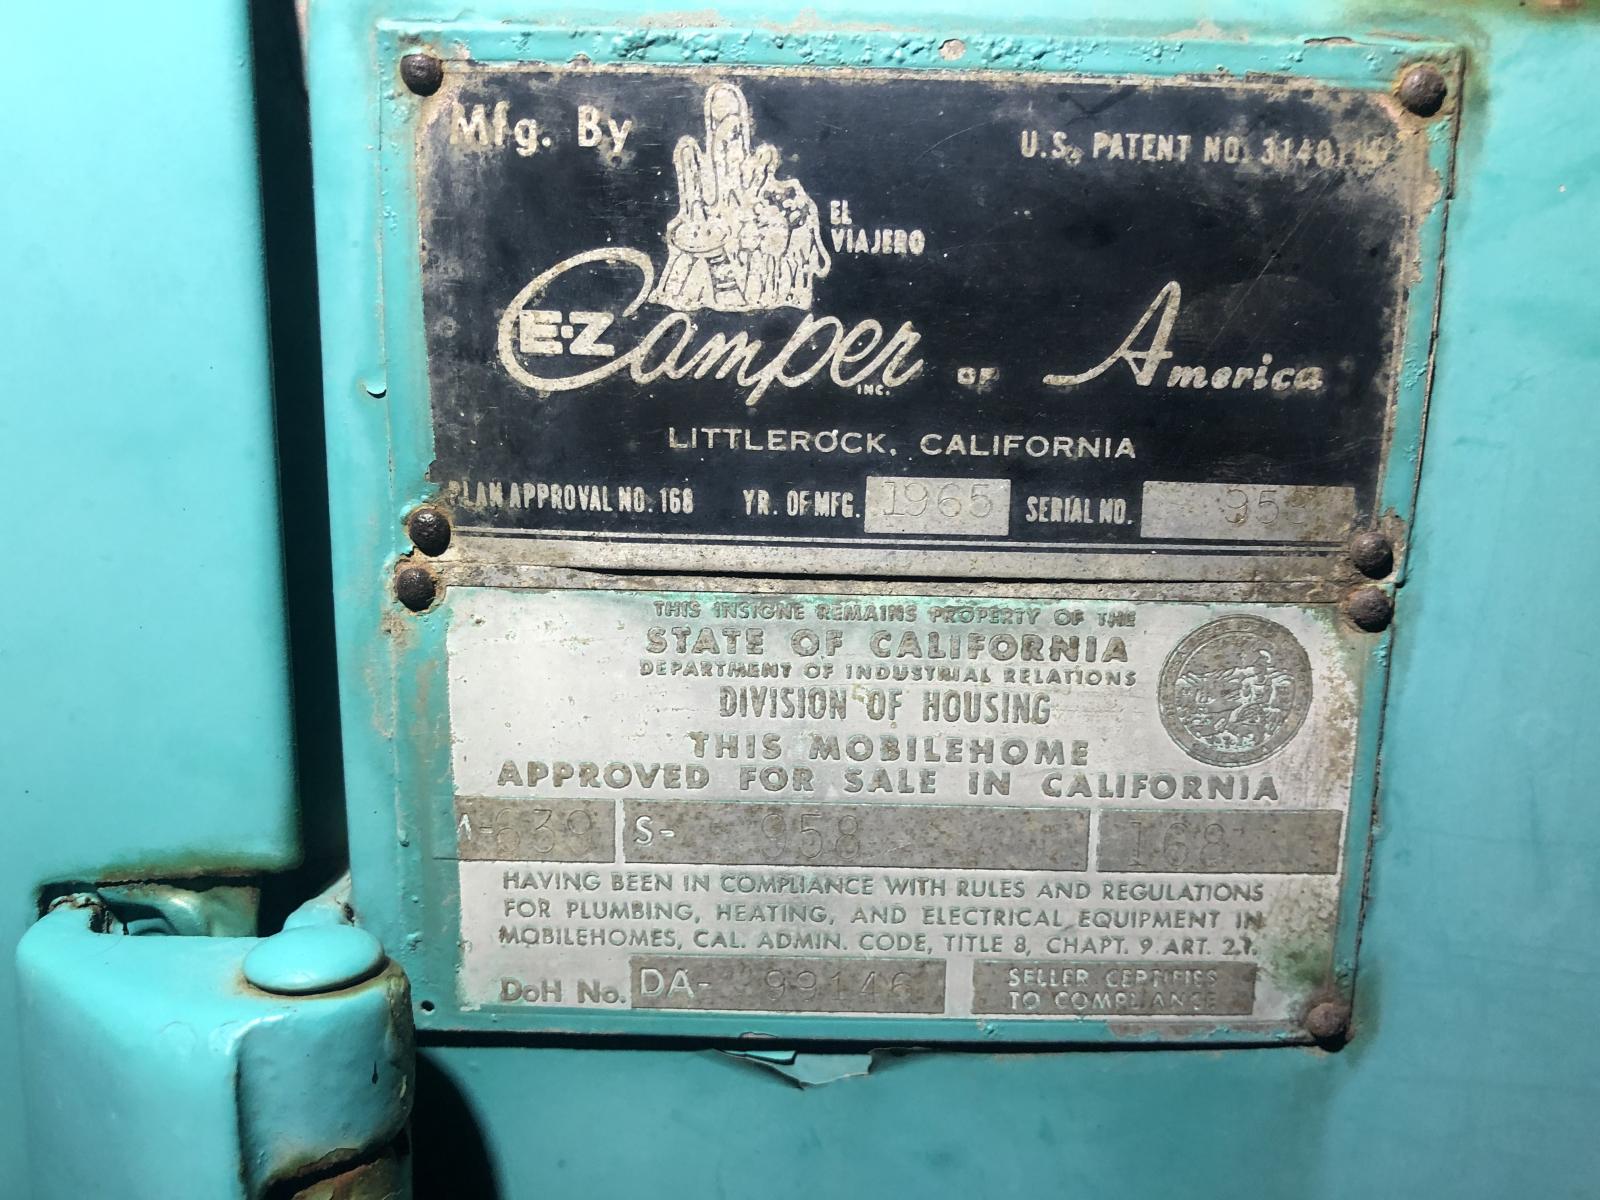 Mfg. By
U.S. PATENT NO.
EL
VIAJERO
E-Z Camper INC. OF America
LITTLEROCK, CALIFORNIA
PLAN APPROVAL NO. 168 YR. OF MFG. 1965 SERIAL NO.
THIS INSIGNE REMAINS PROPERTY OF THE
STATE OF CALIFORNIA
DEPARTMENT OF INDUSTRIAL RELATIONS
DIVISION OF HOUSING
THIS MOBILEHOME
APPROVED FOR SALE IN CALIFORNIA
S- 958 168
HAVING BEEN IN COMPLIANCE WITH RULES AND REGULATIONS
FOR PLUMBING, HEATING, AND ELECTRICAL EQUIPMENT IN
MOBILEHOMES, CAL. ADMIN. CODE, TITLE 8, CHAPT. 9 ART. 2.1.
DoH No. DA- 99146
SELLER CERTIFIES
TO COMPLIANCE